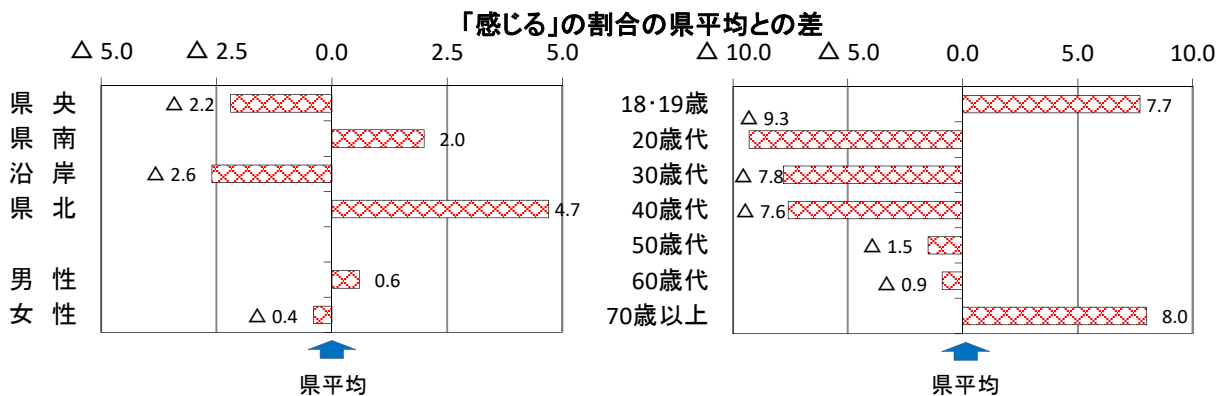 「感じる」の割合の県平均との差
△ 5.0 △ 2.5 0.0 2.5 5.0
県 央 △ 2.2
県 南 2.0
沿 岸 △ 2.6
県 北 4.7
男 性 0.6
女 性 △ 0.4
県平均
△ 10.0 △ 5.0 0.0 5.0 10.0
18・19歳 7.7
20歳代 △ 9.3
30歳代 △ 7.8
40歳代 △ 7.6
50歳代 △ 1.5
60歳代 △ 0.9
70歳以上 8.0
県平均